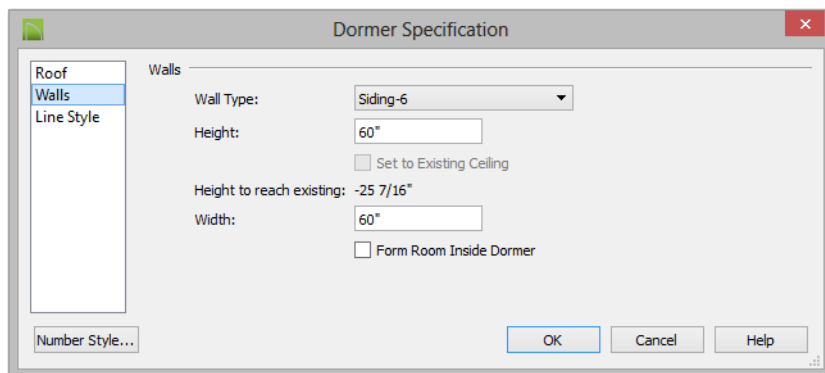 Dormer Specification
Roof
Walls
Line Style
Walls
Wall Type: Siding-6
Height: 60"
Set to Existing Ceiling
Height to reach existing: -25 7/16"
Width: 60"
Form Room Inside Dormer
Number Style... OK Cancel Help